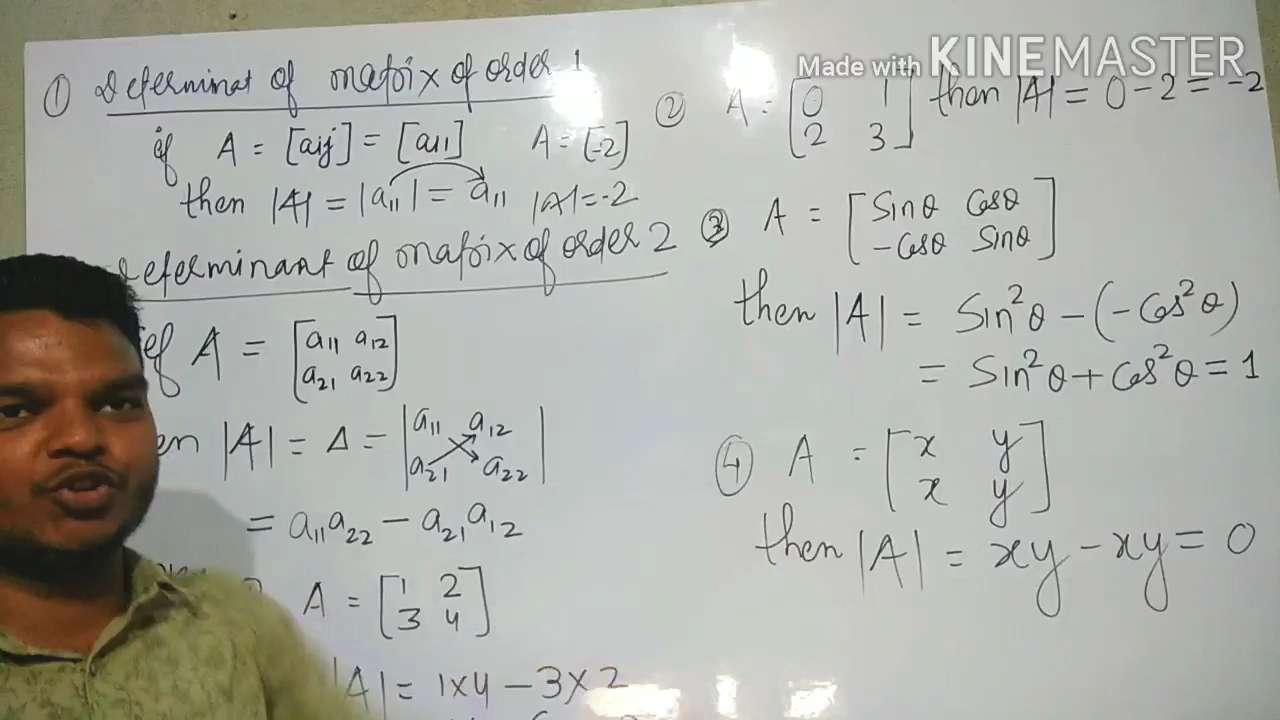 Made with KINEMASTER
① Determinat of matrix of order 1
if A = [aij] = [a11] A = [-2]
then |A| = |a11| = a11 |A| = -2
Determinant of matrix of order 2
if A = [a11 a12
a21 a22]
|A| = Δ = |a11 a12
a21 a22|
= a11a22 - a21a12
A = [1 2
3 4]
|A| = 1×4 - 3×2
② A = [0 1
2 3] then |A| = 0 - 2 = -2
③ A = [Sinθ Cosθ
-Cosθ Sinθ]
then |A| = Sin²θ - (-Cos²θ)
= Sin²θ + Cos²θ = 1
④ A = [x y
x y]
then |A| = xy - xy = 0